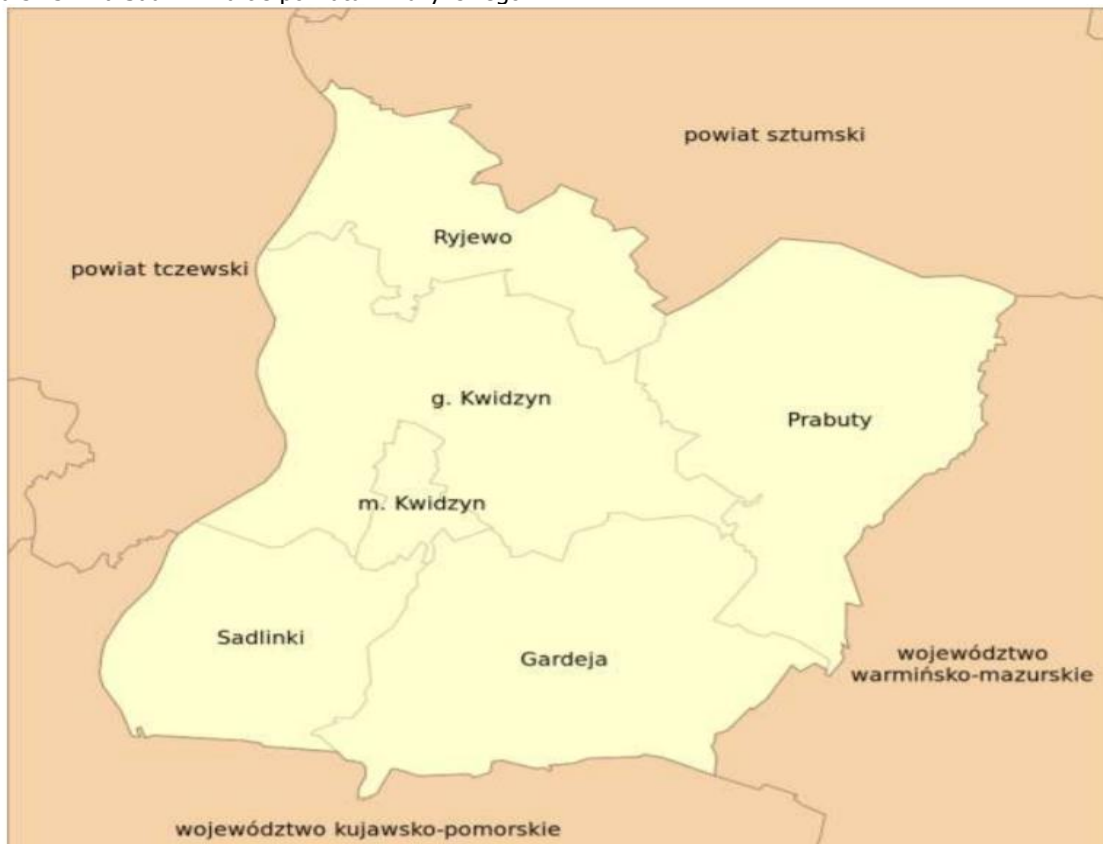 powiat sztumski
Ryjewo
powiat tczewski
g. Kwidzyn
Prabuty
m. Kwidzyn
Sadlinki
Gardeja
województwo
warmińsko-mazurskie
województwo kujawsko-pomorskie